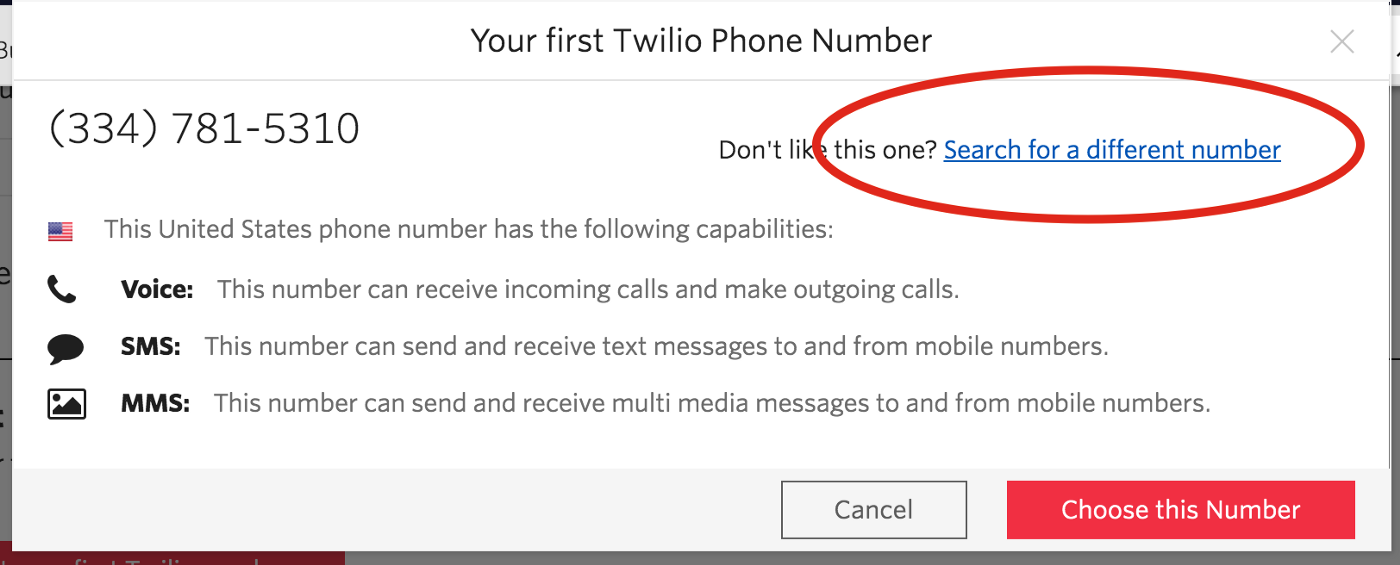 Your first Twilio Phone Number
(334) 781-5310
Don't like this one? Search for a different number
This United States phone number has the following capabilities:
Voice: This number can receive incoming calls and make outgoing calls.
SMS: This number can send and receive text messages to and from mobile numbers.
MMS: This number can send and receive multi media messages to and from mobile numbers.
Cancel
Choose this Number